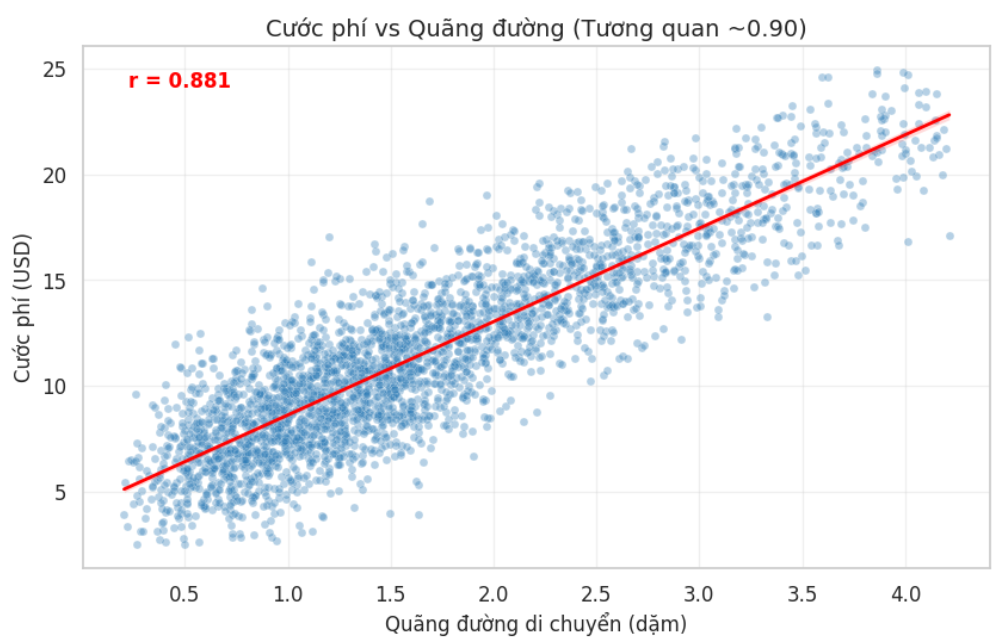 Cước phí vs Quãng đường (Tương quan ~0.90)
r = 0.881
Cước phí (USD)
25
20
15
10
5
0.5 1.0 1.5 2.0 2.5 3.0 3.5 4.0
Quãng đường di chuyển (dặm)